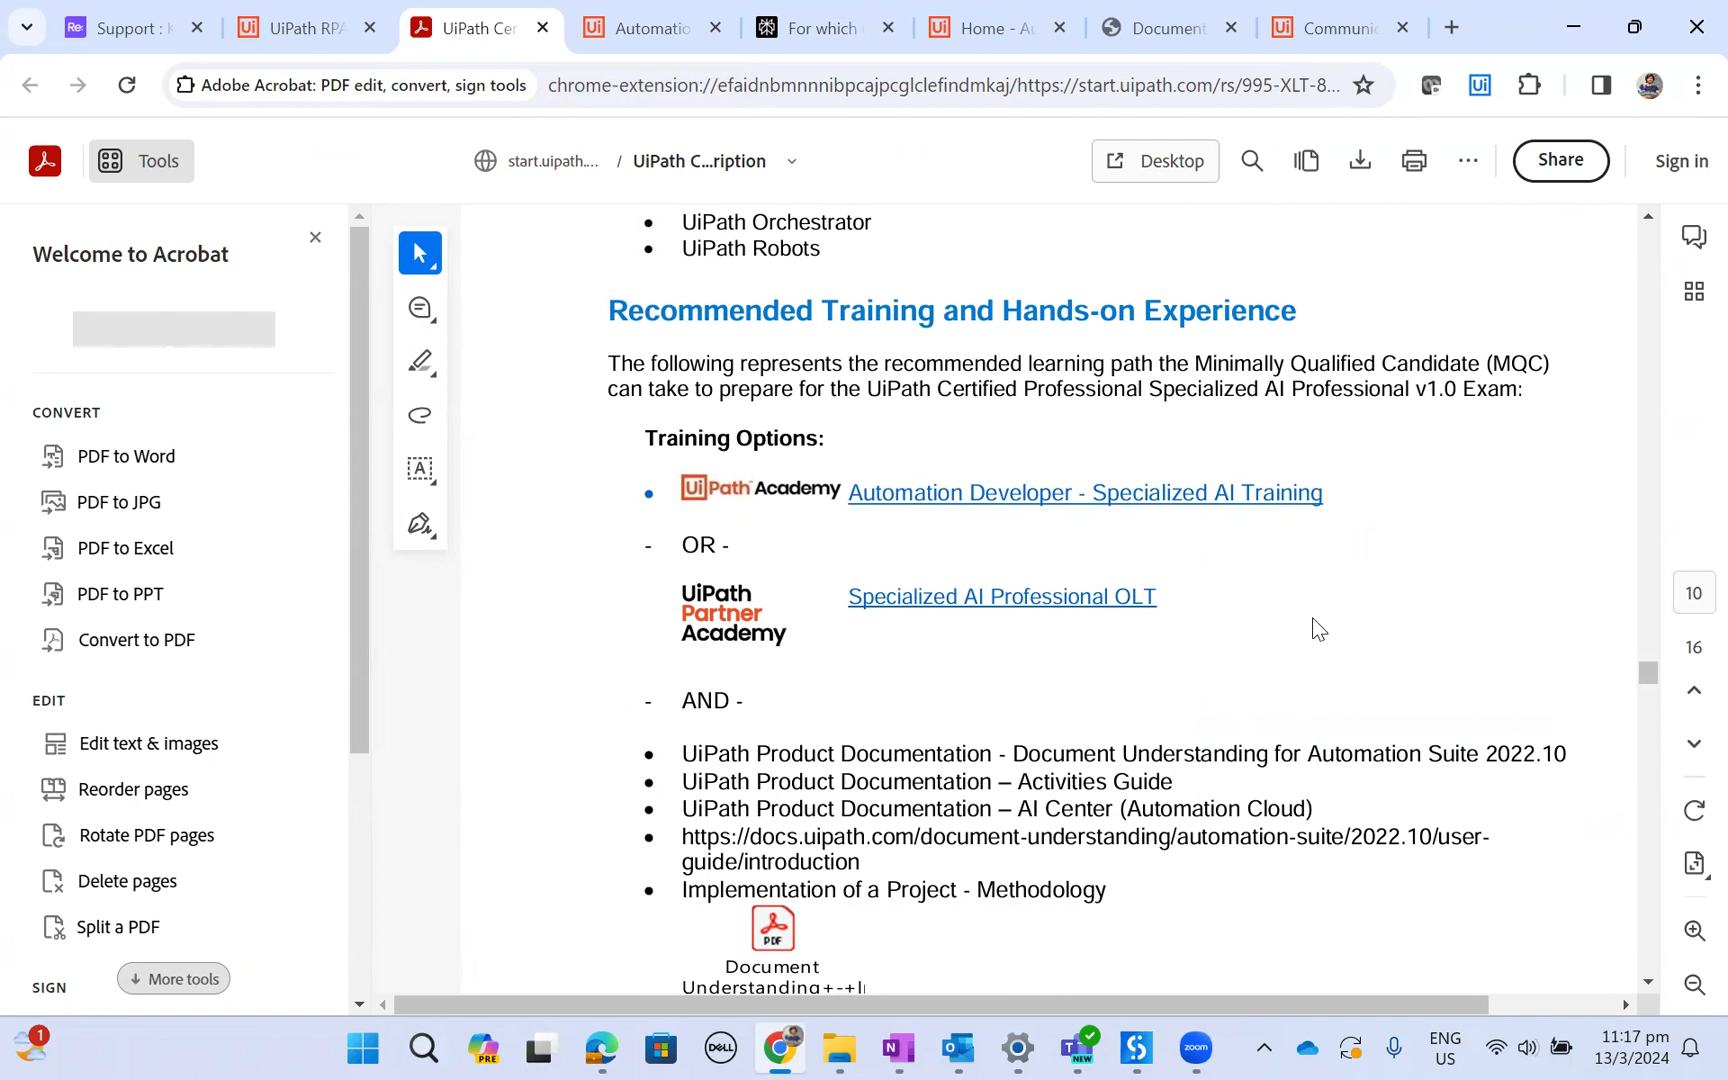 Support : K
UiPath RPA
UiPath Cer
Automatio
For which
Home - Au
Document
Communic
Adobe Acrobat: PDF edit, convert, sign tools
chrome-extension://efaidnbmnnnibpcajpcglclefindmkaj/https://start.uipath.com/rs/995-XLT-8...
Tools
start.uipath.... / UiPath C...ription
Desktop
Share
Sign in
Welcome to Acrobat
CONVERT
PDF to Word
PDF to JPG
PDF to Excel
PDF to PPT
Convert to PDF
EDIT
Edit text & images
Reorder pages
Rotate PDF pages
Delete pages
Split a PDF
SIGN
More tools
• UiPath Orchestrator
• UiPath Robots
Recommended Training and Hands-on Experience
The following represents the recommended learning path the Minimally Qualified Candidate (MQC)
can take to prepare for the UiPath Certified Professional Specialized AI Professional v1.0 Exam:
Training Options:
• UiPath Academy Automation Developer - Specialized AI Training
- OR -
UiPath
Partner
Academy
Specialized AI Professional OLT
- AND -
• UiPath Product Documentation - Document Understanding for Automation Suite 2022.10
• UiPath Product Documentation – Activities Guide
• UiPath Product Documentation – AI Center (Automation Cloud)
• https://docs.uipath.com/document-understanding/automation-suite/2022.10/user-
guide/introduction
• Implementation of a Project - Methodology
PDF
Document
Understanding+-+I
10
16
1
PRE
DELL
NEW
zoom
ENG
US
11:17 pm
13/3/2024